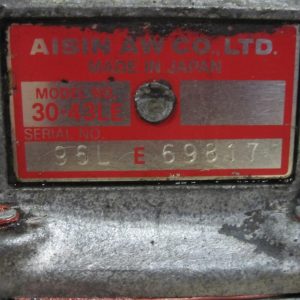 AISIN AW CO., LTD.
MADE IN JAPAN
MODEL NO.
30-43LE
SERIAL NO.
96L E 69817